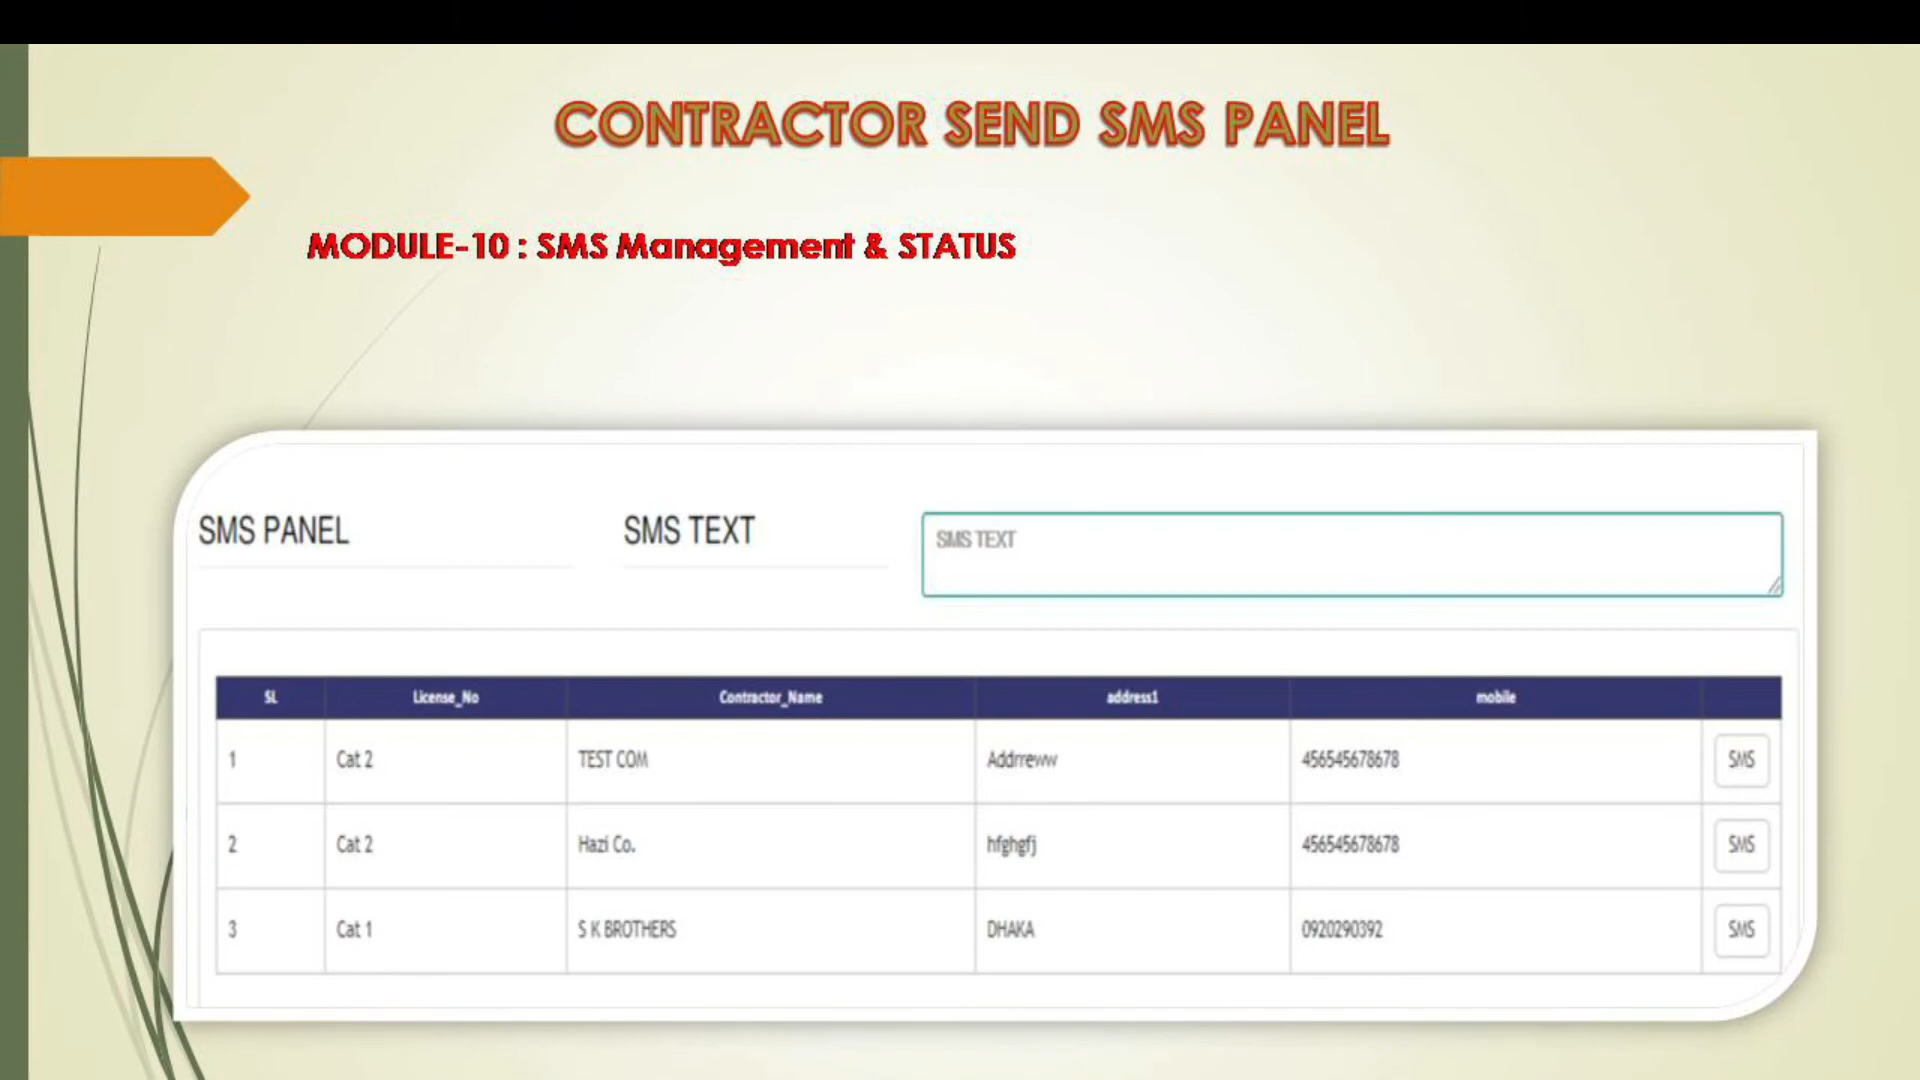 CONTRACTOR SEND SMS PANEL
MODULE-10 : SMS Management & STATUS
SMS PANEL SMS TEXT SMS TEXT
SL License_No Contractor_Name address1 mobile
1 Cat 2 TEST COM Addrreww 456545678678 SMS
2 Cat 2 Hazi Co. hfghgfj 456545678678 SMS
3 Cat 1 S K BROTHERS DHAKA 0920290392 SMS